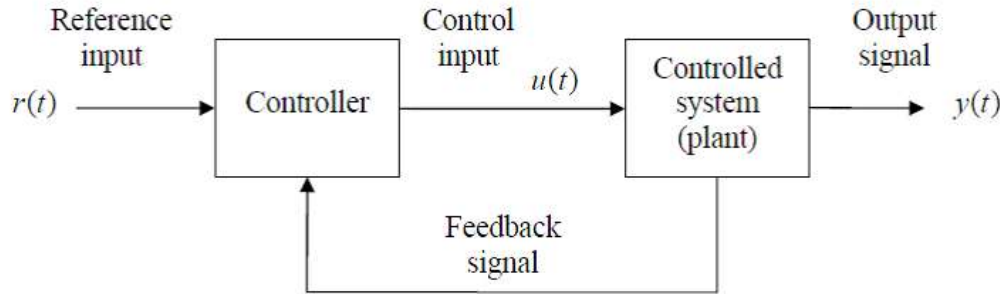 Reference
input
r(t)
Controller
Control
input
u(t)
Controlled
system
(plant)
Output
signal
y(t)
Feedback
signal